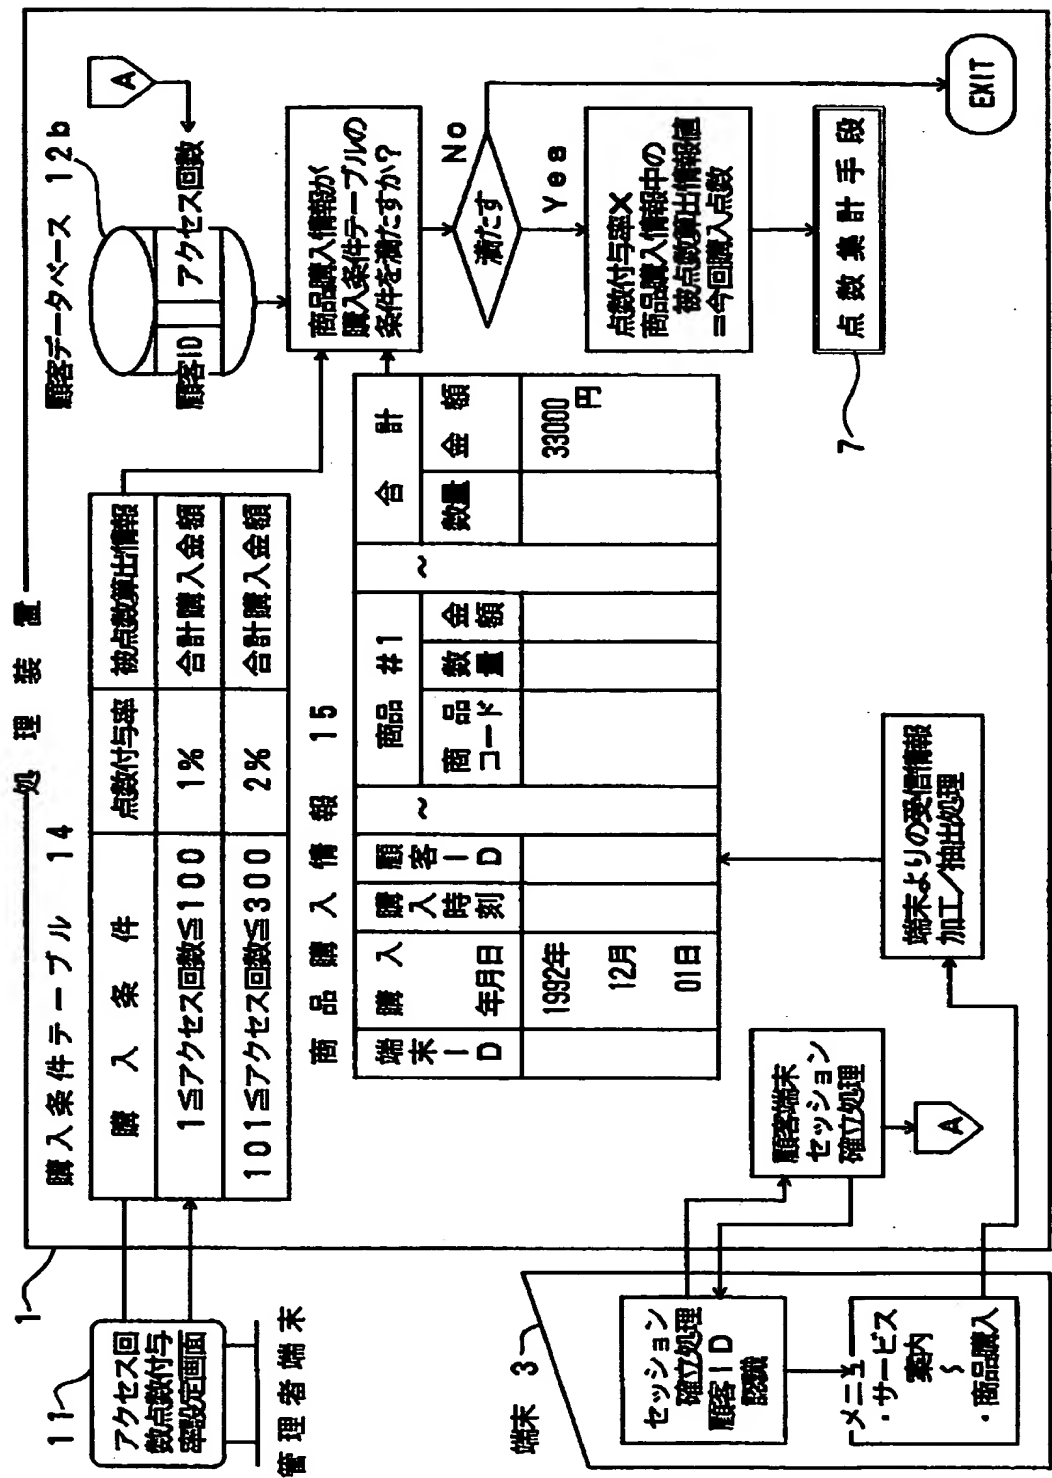 処理装置
1
11
アクセス回
数点数付与
率設定画面
管理者端末
購入条件テーブル 14
購入条件
点数付与率
被点数算出情報
1≦アクセス回数≦100
1%
合計購入金額
101≦アクセス回数≦300
2%
合計購入金額
顧客データベース 12b
顧客ID
アクセス回数
A
商品購入情報 15
端末ID
購入
年月日
購入時刻
顧客ID
~
商品#1
商品
コード
数量
金額
~
合計
数量
金額
1992年
12月
01日
33000
円
商品購入情報が
購入条件テーブルの
条件を満たすか?
満たす
No
Yes
点数付与率×
商品購入情報中の
被点数算出情報値
=今回購入点数
点数集計手段
7
EXIT
端末 3
セッション
確立処理
顧客ID
認識
メニュー
・サービス
案内
~
・商品購入
顧客端末
セッション
確立処理
A
端末よりの受信情報
加工/抽出処理